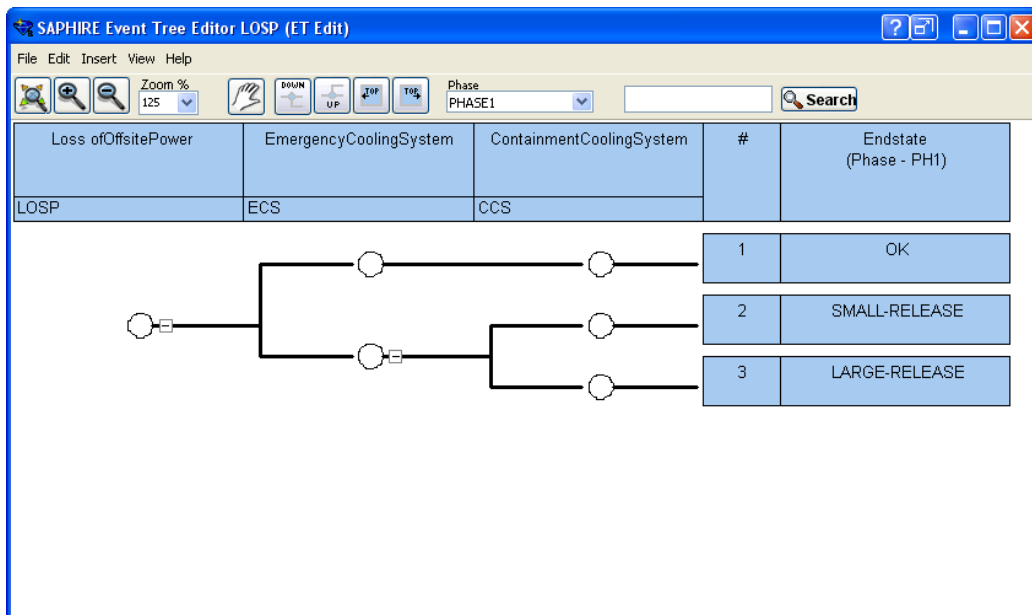 SAPHIRE Event Tree Editor LOSP (ET Edit)
File Edit Insert View Help
Zoom %
125
DOWN
UP
TOP
TOP
Phase
PHASE1
Search
Loss ofOffsitePower
EmergencyCoolingSystem
ContainmentCoolingSystem
#
Endstate
(Phase - PH1)
LOSP
ECS
CCS
1
OK
2
SMALL-RELEASE
3
LARGE-RELEASE